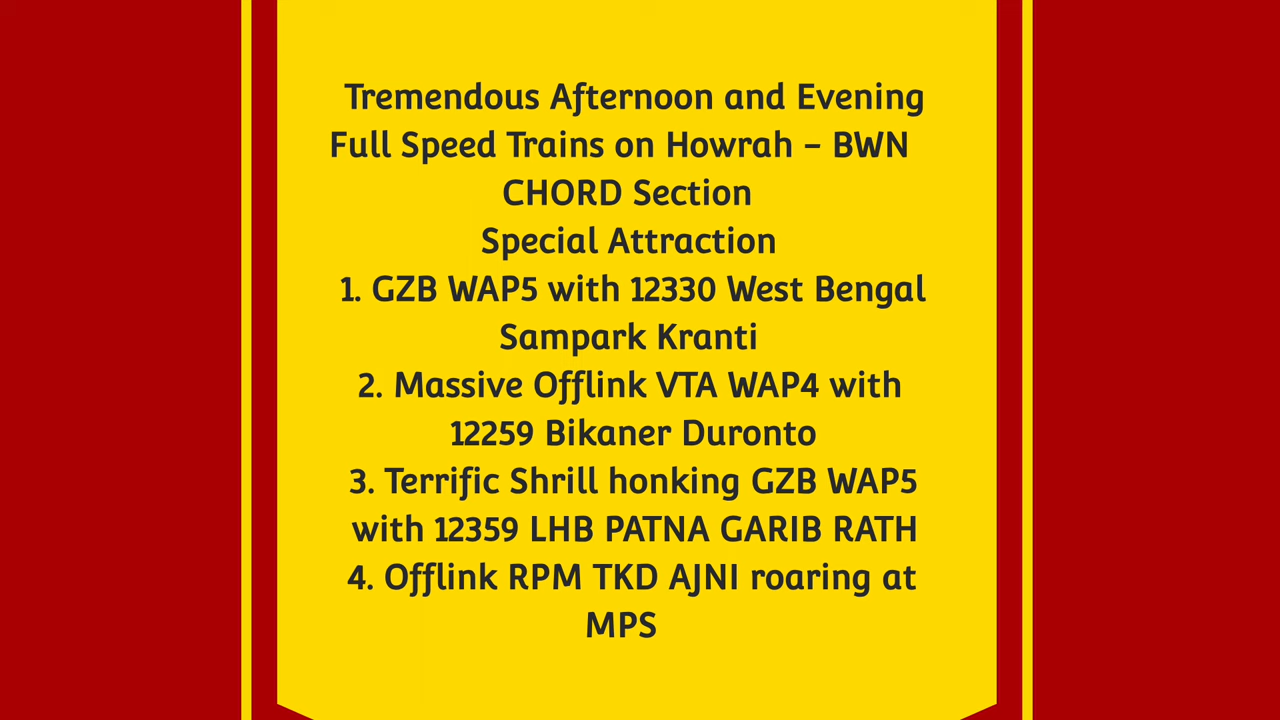 Tremendous Afternoon and Evening
Full Speed Trains on Howrah – BWN
CHORD Section
Special Attraction
1. GZB WAP5 with 12330 West Bengal
Sampark Kranti
2. Massive Offlink VTA WAP4 with
12259 Bikaner Duronto
3. Terrific Shrill honking GZB WAP5
with 12359 LHB PATNA GARIB RATH
4. Offlink RPM TKD AJNI roaring at
MPS